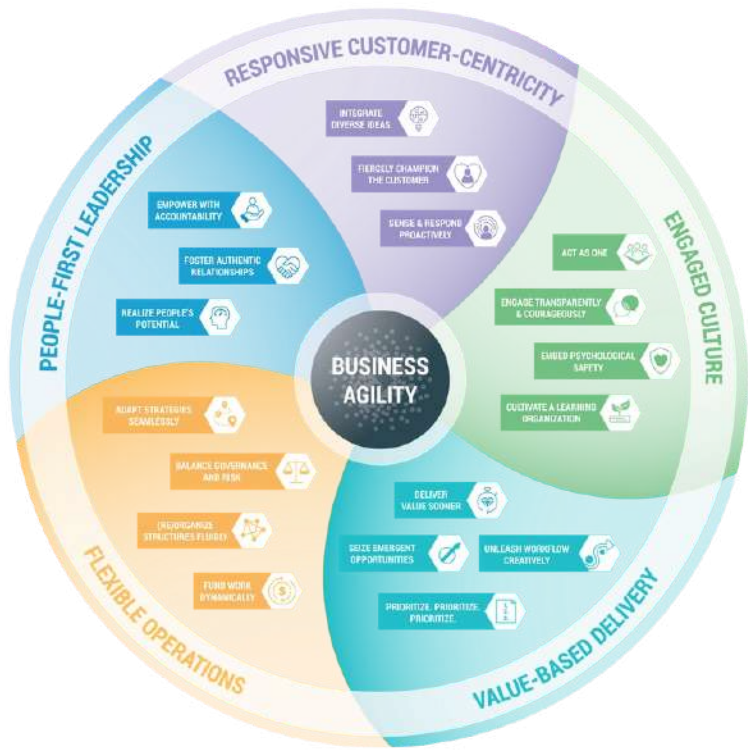 RESPONSIVE CUSTOMER-CENTRICITY
INTEGRATE
DIVERSE IDEAS
FIERCELY CHAMPION
THE CUSTOMER
SENSE & RESPOND
PROACTIVELY
PEOPLE-FIRST LEADERSHIP
EMPOWER WITH
ACCOUNTABILITY
FOSTER AUTHENTIC
RELATIONSHIPS
REALIZE PEOPLE'S
POTENTIAL
ENGAGED CULTURE
ACT AS ONE
ENGAGE TRANSPARENTLY
& COURAGEOUSLY
EMBED PSYCHOLOGICAL
SAFETY
CULTIVATE A LEARNING
ORGANIZATION
BUSINESS
AGILITY
FLEXIBLE OPERATIONS
ADAPT STRATEGIES
SEAMLESSLY
BALANCE GOVERNANCE
AND RISK
(RE)ORGANIZE
STRUCTURES FLUIDLY
FUND WORK
DYNAMICALLY
VALUE-BASED DELIVERY
DELIVER
VALUE SOONER
SEIZE EMERGENT
OPPORTUNITIES
UNLEASH WORKFLOW
CREATIVELY
PRIORITIZE, PRIORITIZE,
PRIORITIZE.